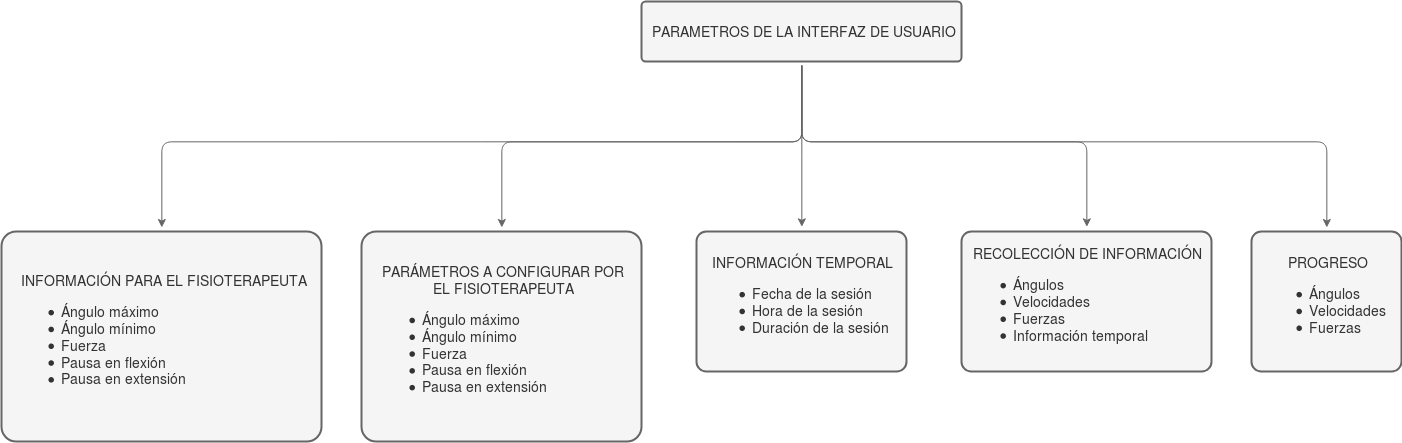 PARAMETROS DE LA INTERFAZ DE USUARIO
INFORMACIÓN PARA EL FISIOTERAPEUTA
• Ángulo máximo
• Ángulo mínimo
• Fuerza
• Pausa en flexión
• Pausa en extensión
PARÁMETROS A CONFIGURAR POR
EL FISIOTERAPEUTA
• Ángulo máximo
• Ángulo mínimo
• Fuerza
• Pausa en flexión
• Pausa en extensión
INFORMACIÓN TEMPORAL
• Fecha de la sesión
• Hora de la sesión
• Duración de la sesión
RECOLECCIÓN DE INFORMACIÓN
• Ángulos
• Velocidades
• Fuerzas
• Información temporal
PROGRESO
• Ángulos
• Velocidades
• Fuerzas